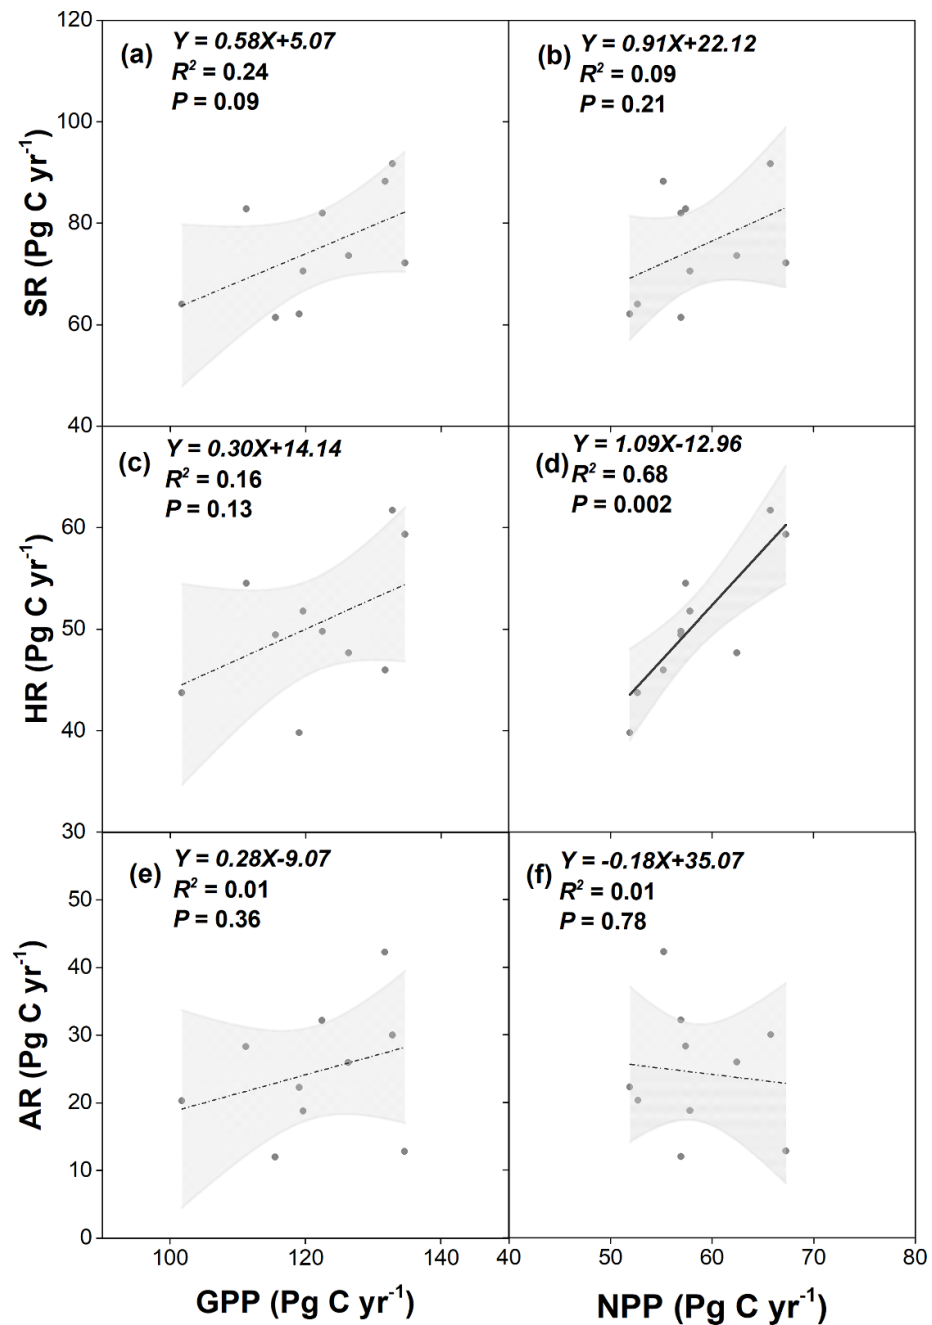 (a) Y = 0.58X+5.07
R² = 0.24
P = 0.09
(b) Y = 0.91X+22.12
R² = 0.09
P = 0.21
120
100
80
60
40
SR (Pg C yr⁻¹)
(c) Y = 0.30X+14.14
R² = 0.16
P = 0.13
(d) Y = 1.09X-12.96
R² = 0.68
P = 0.002
60
50
40
30
HR (Pg C yr⁻¹)
(e) Y = 0.28X-9.07
R² = 0.01
P = 0.36
(f) Y = -0.18X+35.07
R² = 0.01
P = 0.78
50
40
30
20
10
0
AR (Pg C yr⁻¹)
100 120 140 40 50 60 70 80
GPP (Pg C yr⁻¹) NPP (Pg C yr⁻¹)